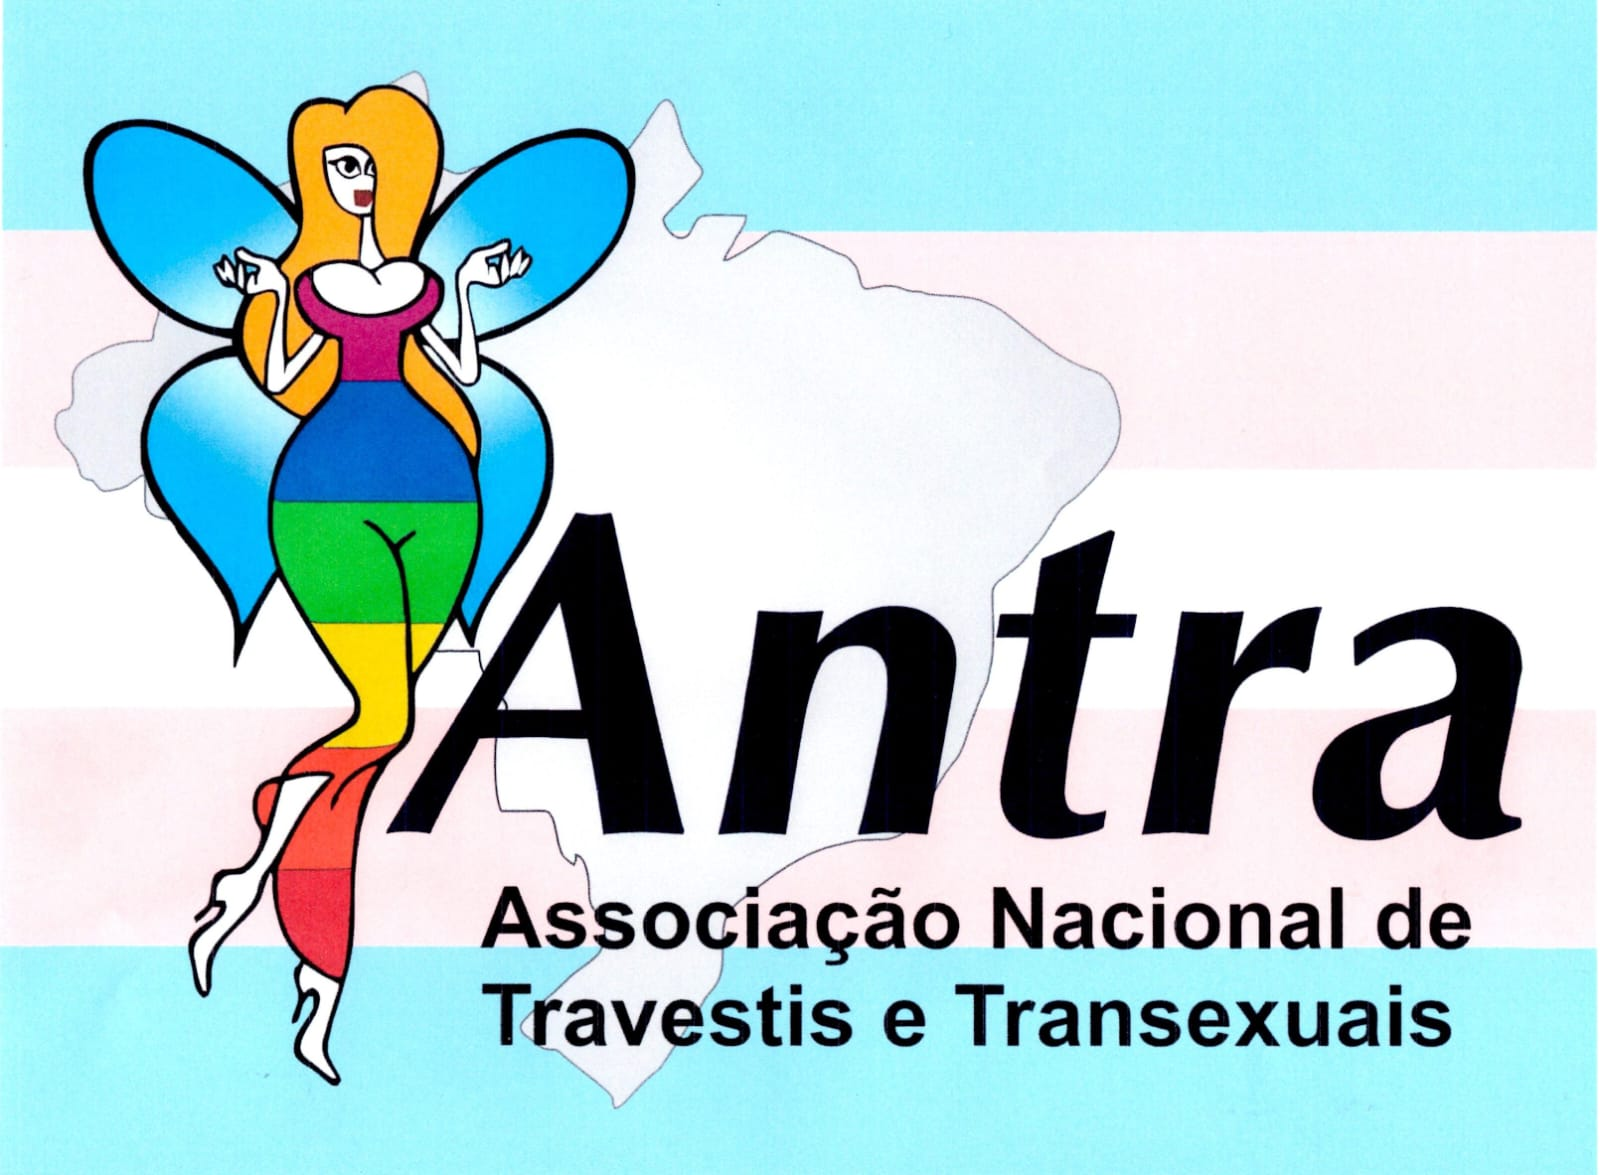 Antra
Associação Nacional de
Travestis e Transexuais